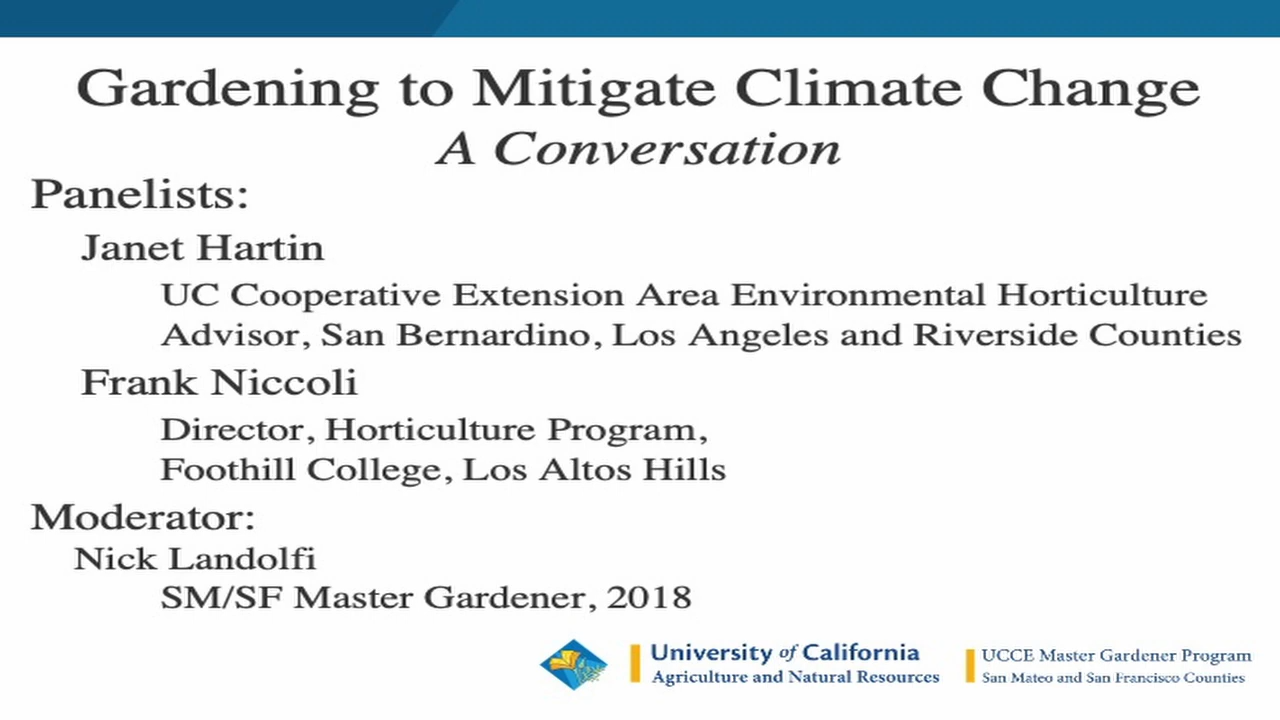 Gardening to Mitigate Climate Change
A Conversation
Panelists:
Janet Hartin
UC Cooperative Extension Area Environmental Horticulture
Advisor, San Bernardino, Los Angeles and Riverside Counties
Frank Niccoli
Director, Horticulture Program,
Foothill College, Los Altos Hills
Moderator:
Nick Landolfi
SM/SF Master Gardener, 2018
University of California
Agriculture and Natural Resources
UCCE Master Gardener Program
San Mateo and San Francisco Counties